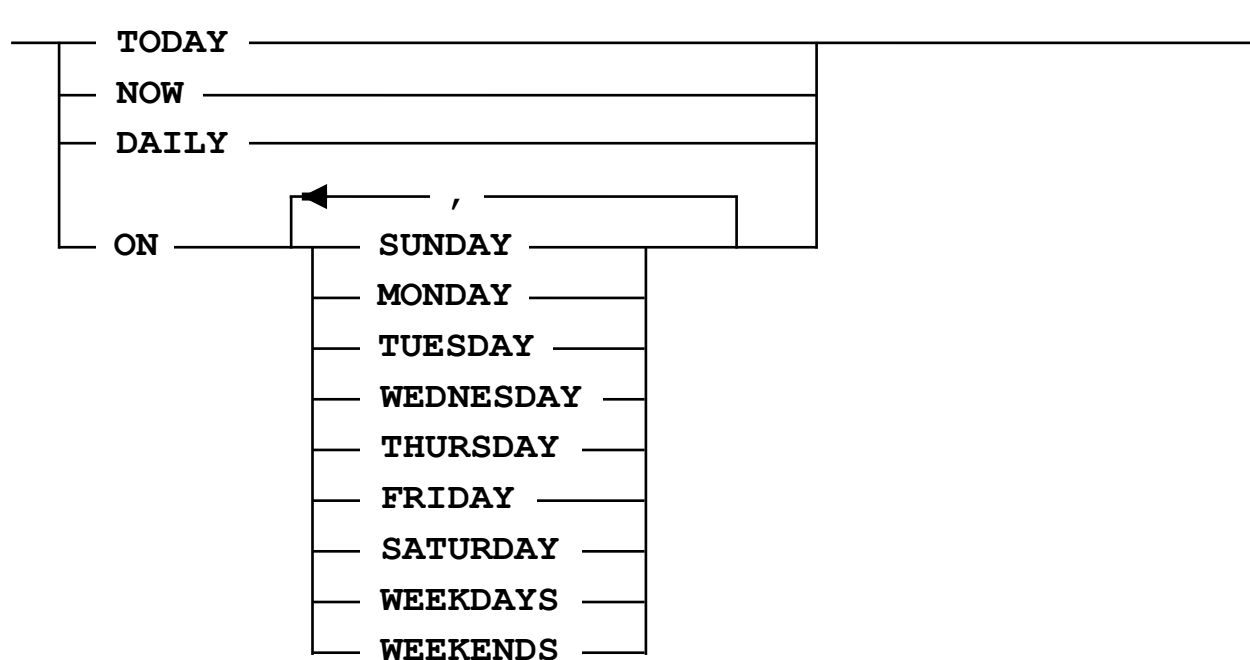 TODAY
NOW
DAILY
,
ON SUNDAY
MONDAY
TUESDAY
WEDNESDAY
THURSDAY
FRIDAY
SATURDAY
WEEKDAYS
WEEKENDS